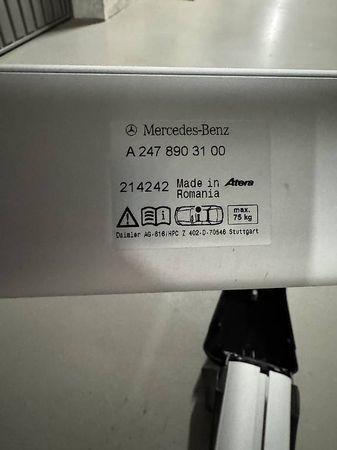 Mercedes-Benz
A 247 890 31 00
214242 Made in Atera
Romania
max.
75 kg
Daimler AG-616/HPC Z 402-D-70546 Stuttgart